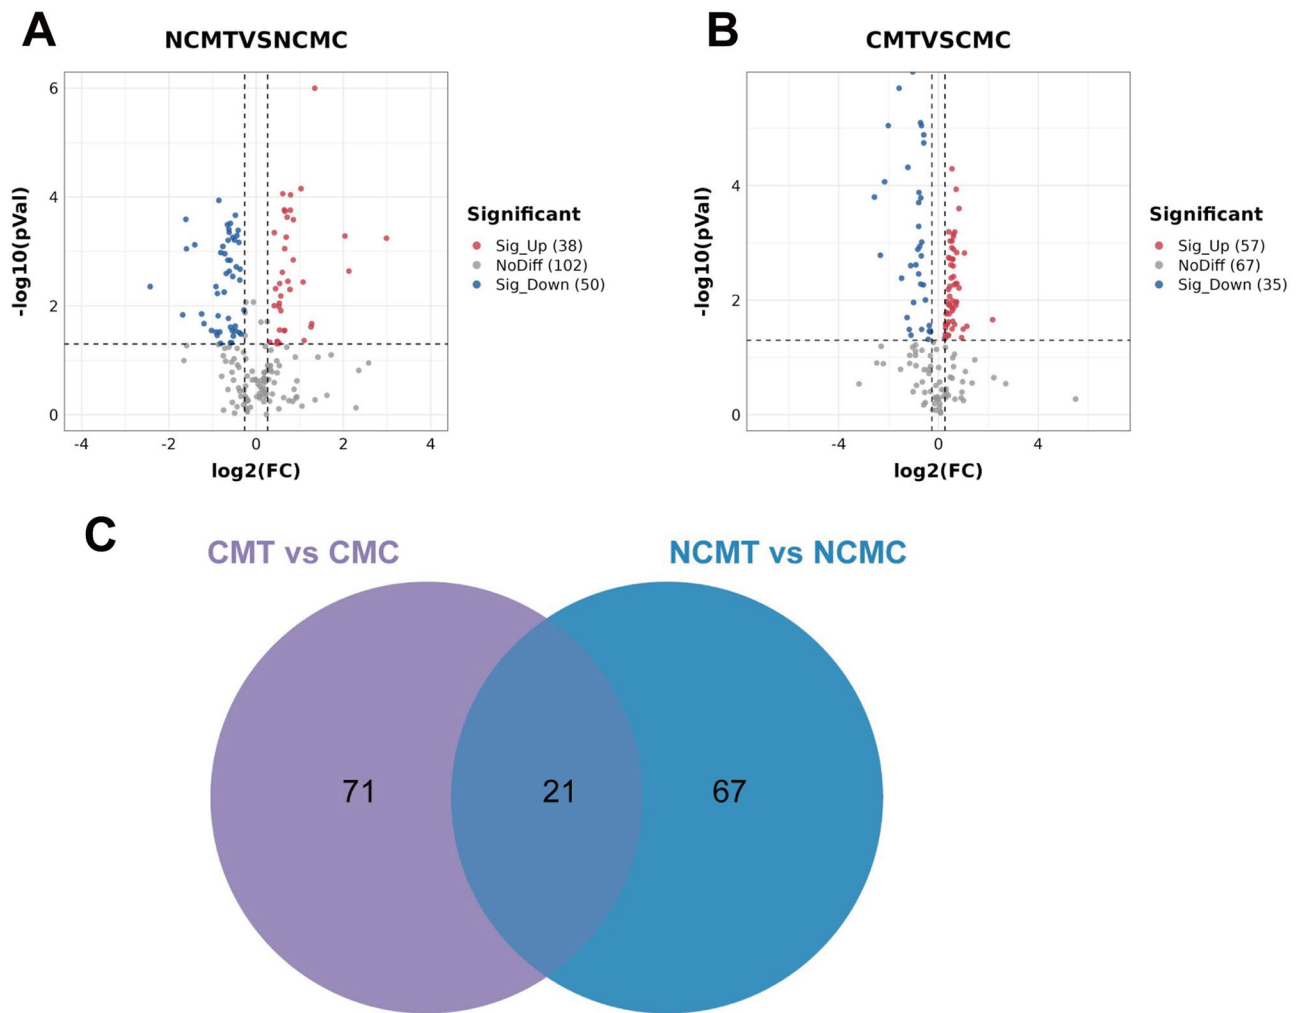 A
NCMTVSNCMC
6
4
2
0
-log10(pVal)
-4 -2 0 2 4
log2(FC)
Significant
Sig_Up (38)
NoDiff (102)
Sig_Down (50)
B
CMTVSCMC
4
2
0
-log10(pVal)
-4 0 4
log2(FC)
Significant
Sig_Up (57)
NoDiff (67)
Sig_Down (35)
C
CMT vs CMC
NCMT vs NCMC
71
21
67